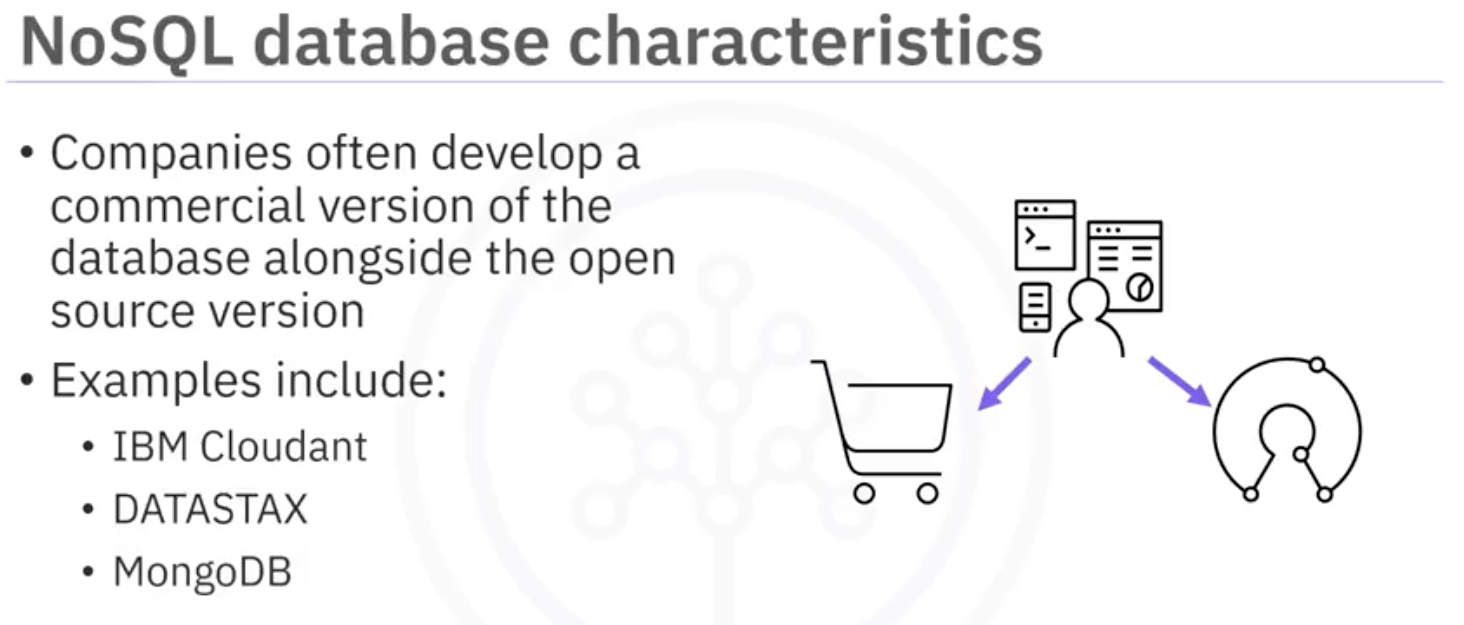 NoSQL database characteristics
• Companies often develop a
commercial version of the
database alongside the open
source version
• Examples include:
• IBM Cloudant
• DATASTAX
• MongoDB